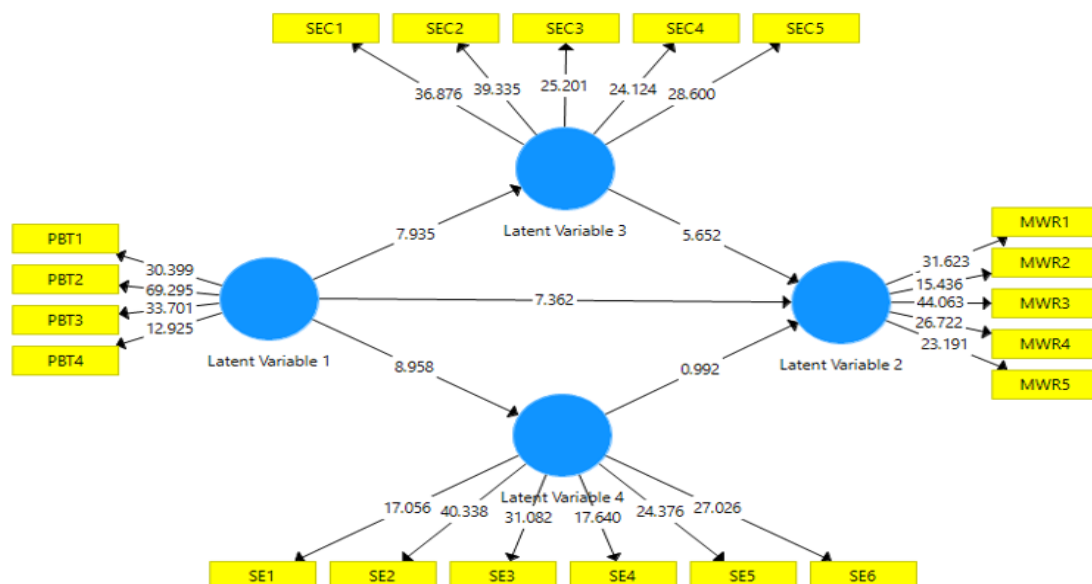 SEC1 SEC2 SEC3 SEC4 SEC5
36.876 39.335 25.201 24.124 28.600
Latent Variable 3
7.935 5.652
PBT1
PBT2
PBT3
PBT4
30.399
69.295
33.701
12.925
Latent Variable 1
7.362
Latent Variable 2
MWR1
MWR2
MWR3
MWR4
MWR5
31.623
15.436
44.063
26.722
23.191
8.958 0.992
Latent Variable 4
17.056 40.338 31.082 17.640 24.376 27.026
SE1 SE2 SE3 SE4 SE5 SE6